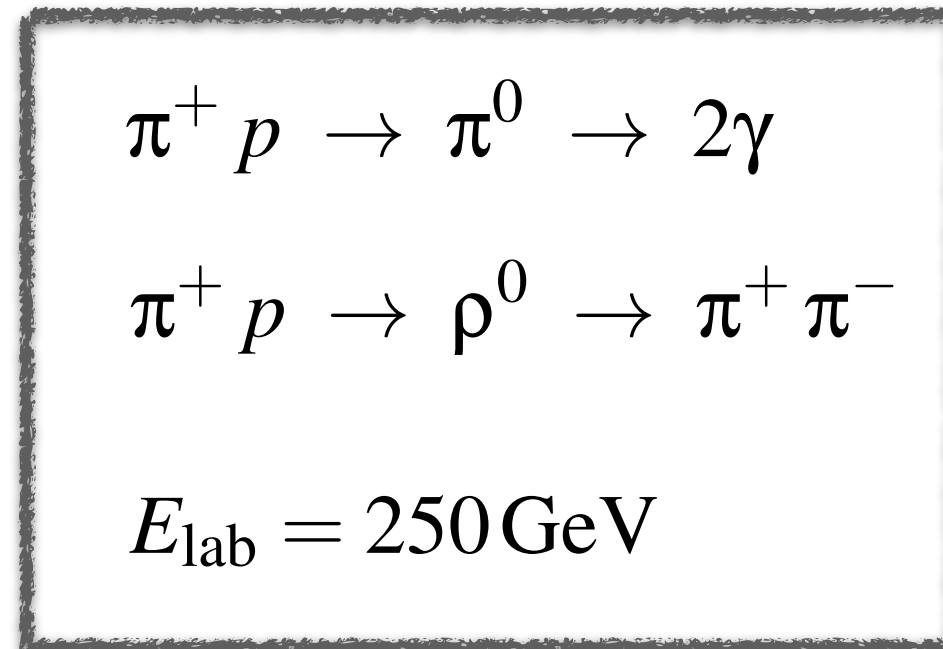 π⁺ p → π⁰ → 2γ
π⁺ p → ρ⁰ → π⁺ π⁻
E_lab = 250 GeV